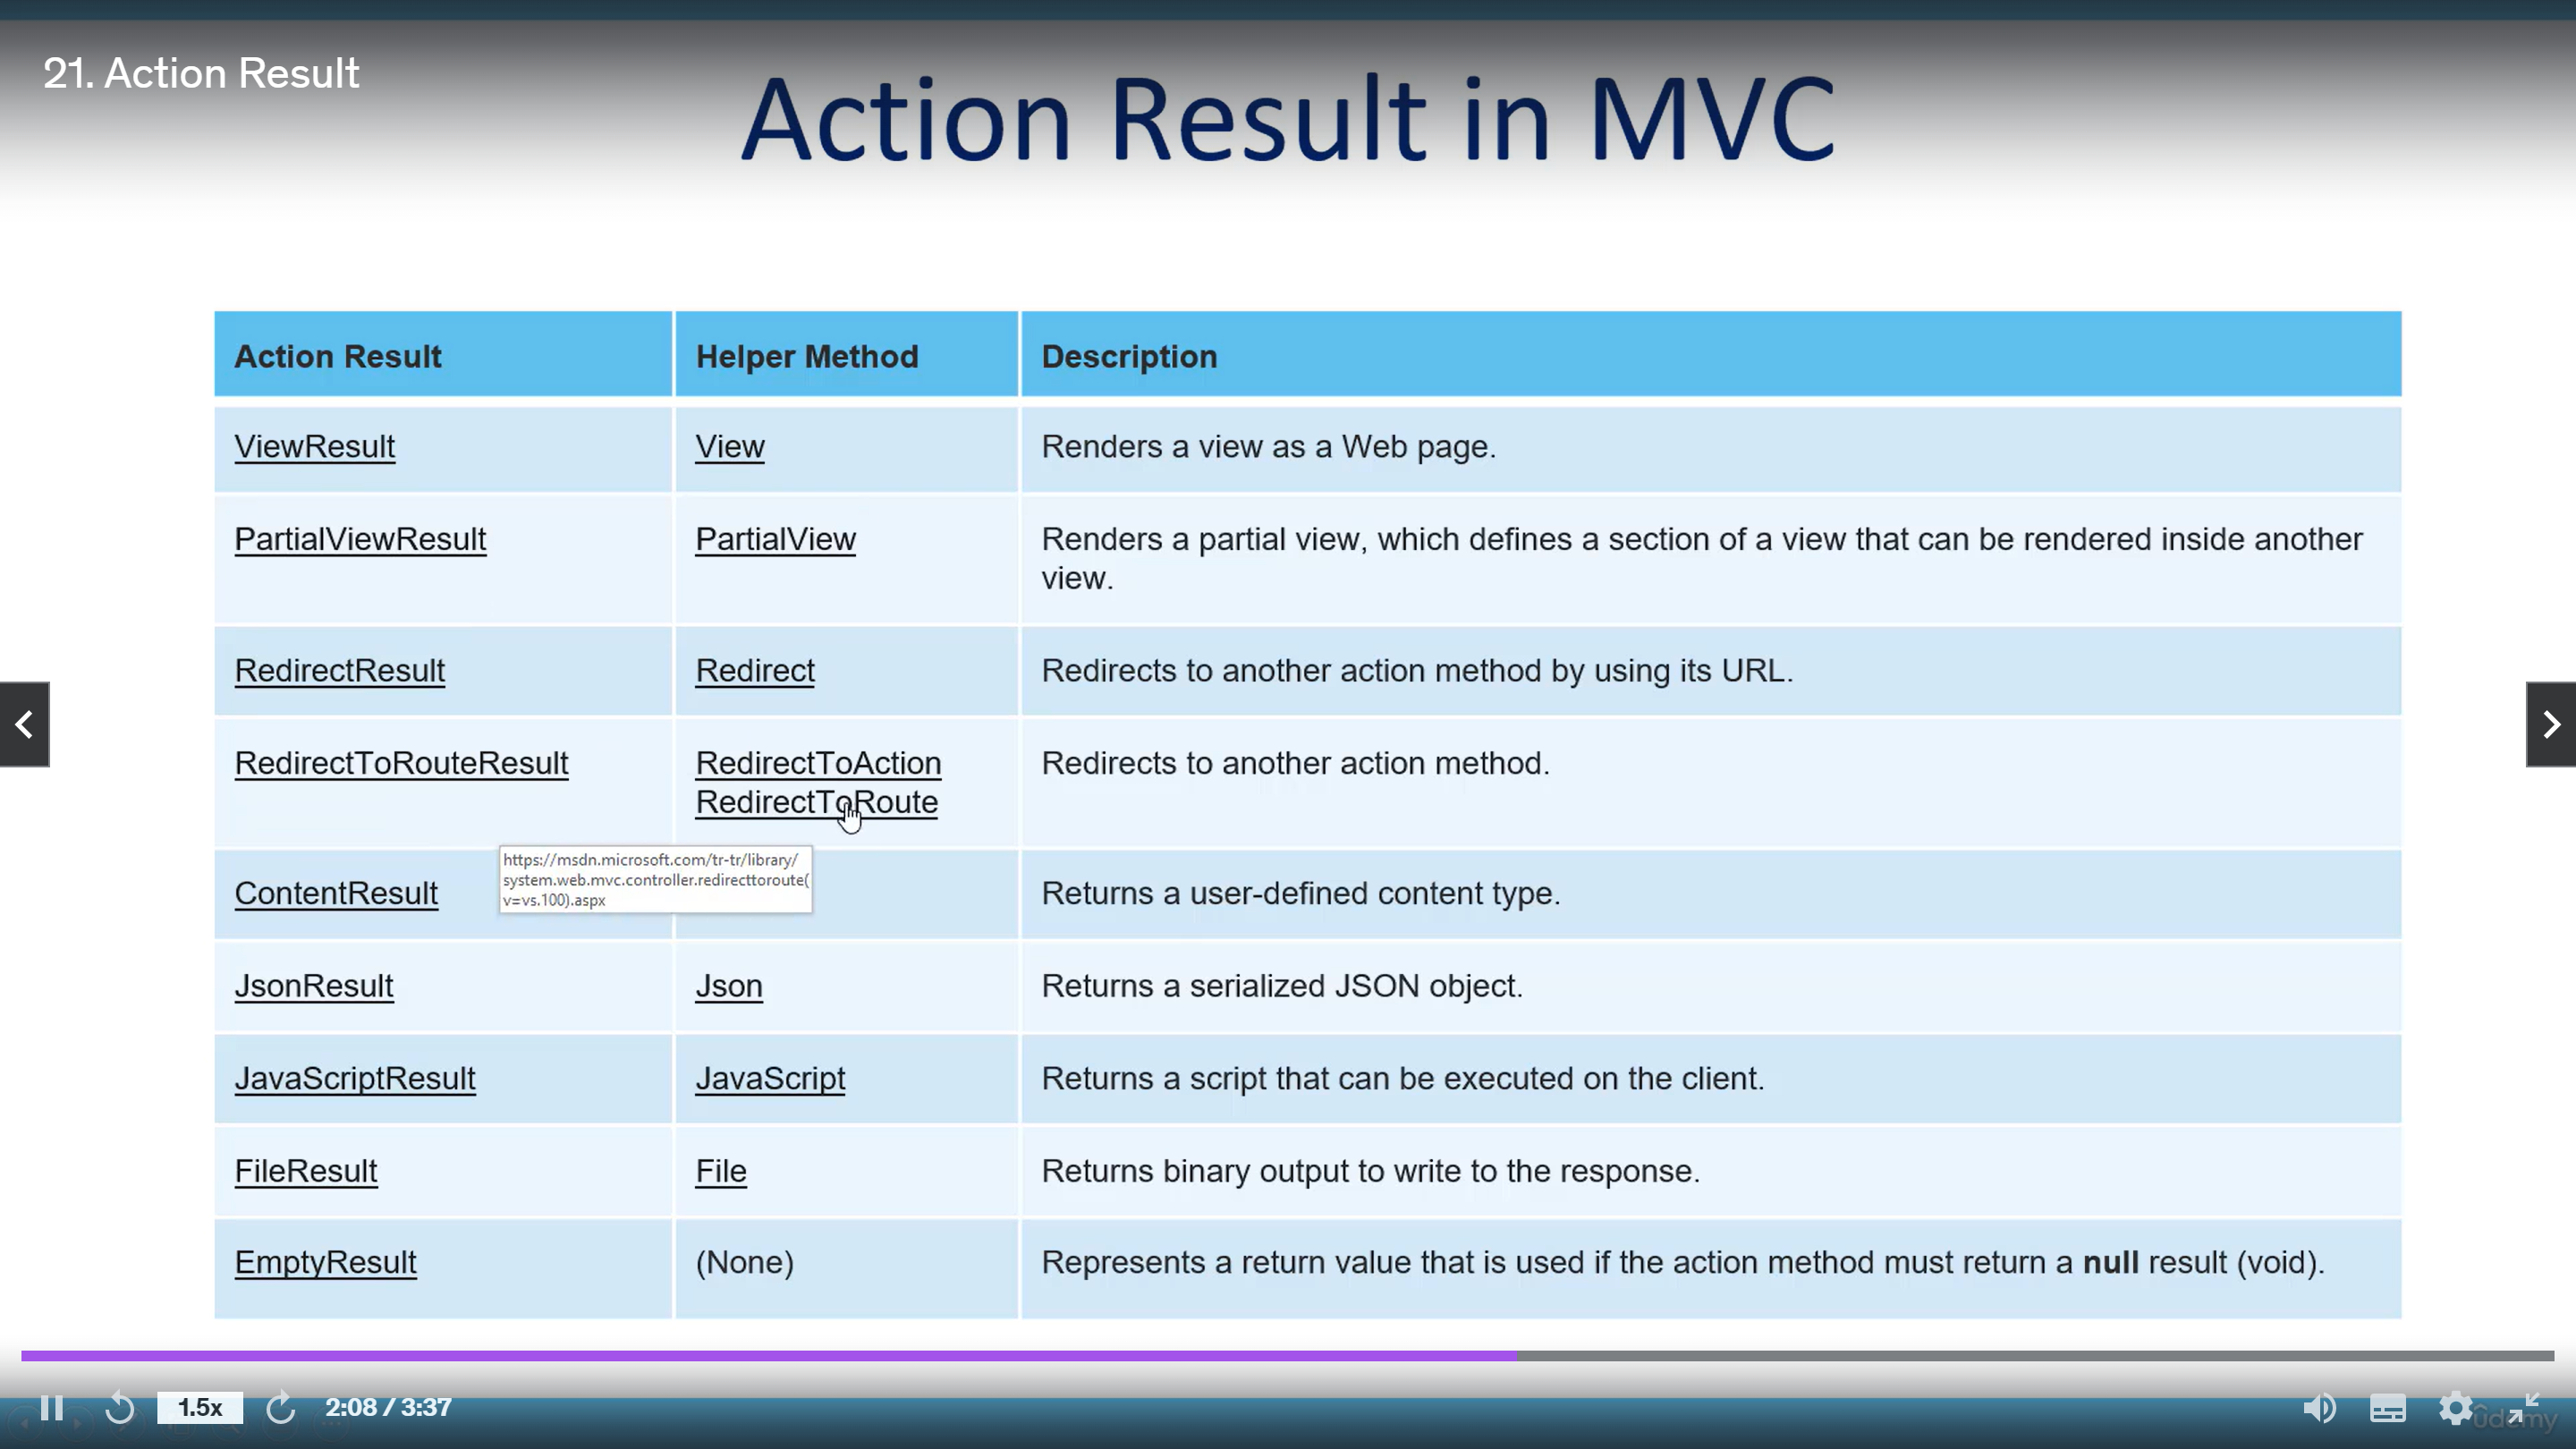 21. Action Result
Action Result in MVC
Action Result Helper Method Description
ViewResult View Renders a view as a Web page.
PartialViewResult PartialView Renders a partial view, which defines a section of a view that can be rendered inside another
view.
RedirectResult Redirect Redirects to another action method by using its URL.
RedirectToRouteResult RedirectToAction Redirects to another action method.
RedirectToRoute
https://msdn.microsoft.com/tr-tr/library/
system.web.mvc.controller.redirecttoroute(
v=vs.100).aspx
ContentResult Returns a user-defined content type.
JsonResult Json Returns a serialized JSON object.
JavaScriptResult JavaScript Returns a script that can be executed on the client.
FileResult File Returns binary output to write to the response.
EmptyResult (None) Represents a return value that is used if the action method must return a null result (void).
1.5x 2:08 / 3:37
ûdemy